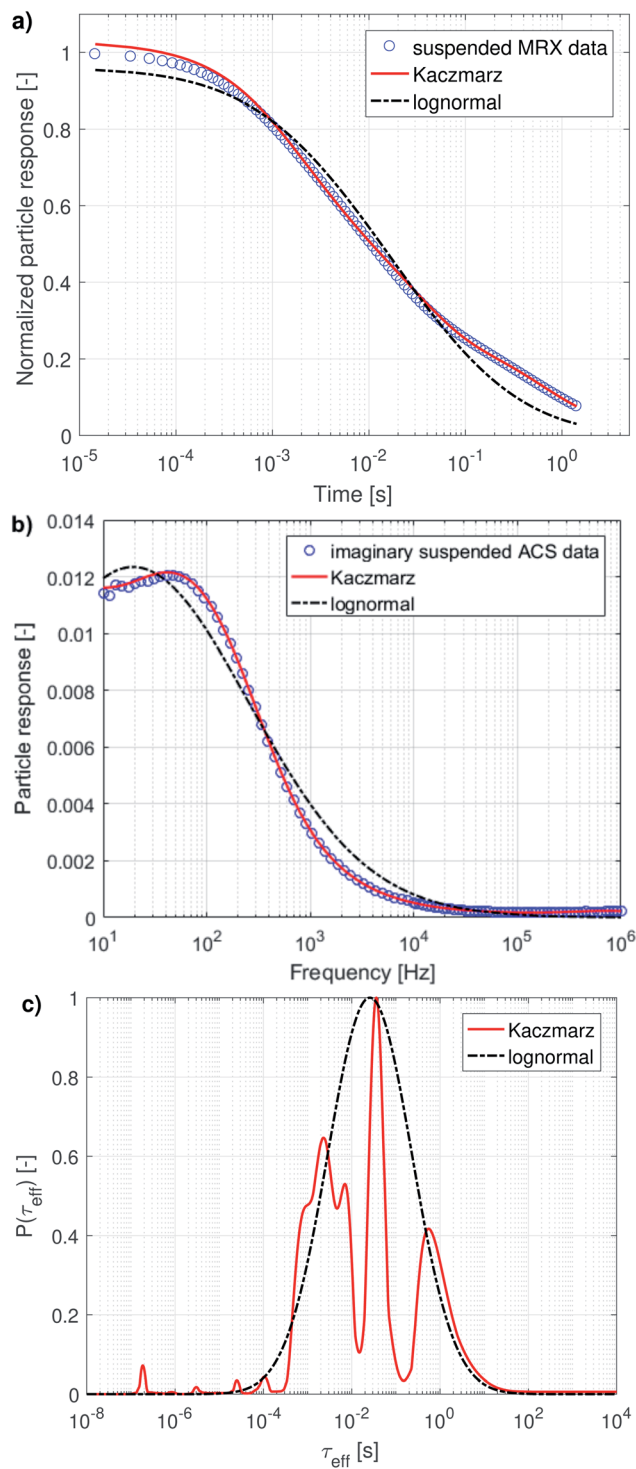 a)
1
0.8
0.6
0.4
0.2
0
Normalized particle response [-]
suspended MRX data
Kaczmarz
lognormal
10^-5 10^-4 10^-3 10^-2 10^-1 10^0
Time [s]
b)
0.014
0.012
0.01
0.008
0.006
0.004
0.002
0
Particle response [-]
imaginary suspended ACS data
Kaczmarz
lognormal
10^1 10^2 10^3 10^4 10^5 10^6
Frequency [Hz]
c)
1
0.8
0.6
0.4
0.2
0
P(τ_eff) [-]
Kaczmarz
lognormal
10^-8 10^-6 10^-4 10^-2 10^0 10^2 10^4
τ_eff [s]